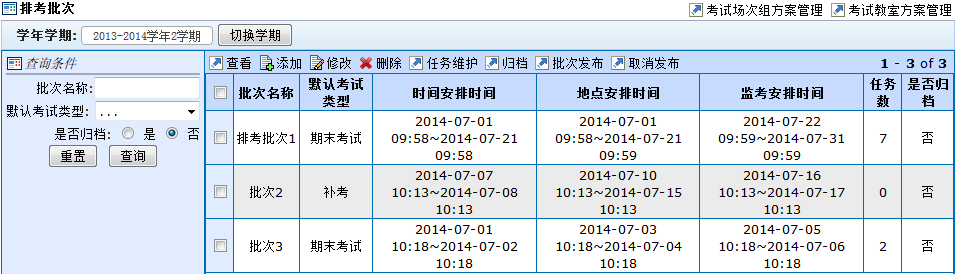 排考批次 考试场次组方案管理 考试教室方案管理
学年学期: 2013-2014学年2学期 切换学期
查询条件
批次名称:
默认考试类型: ...
是否归档: 是 否
重置 查询
查看 添加 修改 删除 任务维护 归档 批次发布 取消发布 1 - 3 of 3
批次名称 默认考试类型 时间安排时间 地点安排时间 监考安排时间 任务数 是否归档
排考批次1 期末考试 2014-07-01 09:58~2014-07-21 09:58 2014-07-01 09:58~2014-07-21 09:59 2014-07-22 09:59~2014-07-31 09:59 7 否
批次2 补考 2014-07-07 10:13~2014-07-08 10:13 2014-07-10 10:13~2014-07-15 10:13 2014-07-16 10:13~2014-07-17 10:13 0 否
批次3 期末考试 2014-07-01 10:18~2014-07-02 10:18 2014-07-03 10:18~2014-07-04 10:18 2014-07-05 10:18~2014-07-06 10:18 2 否